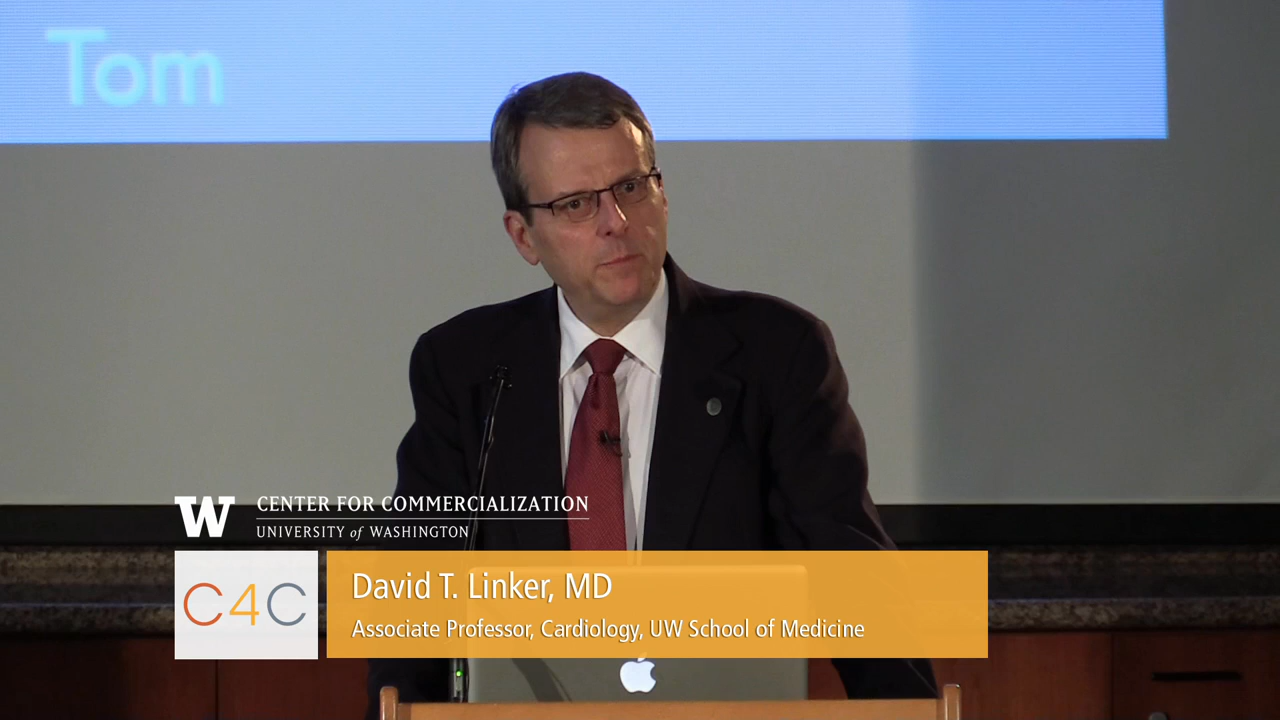 Tom
W CENTER FOR COMMERCIALIZATION
UNIVERSITY of WASHINGTON
C4C
David T. Linker, MD
Associate Professor, Cardiology, UW School of Medicine